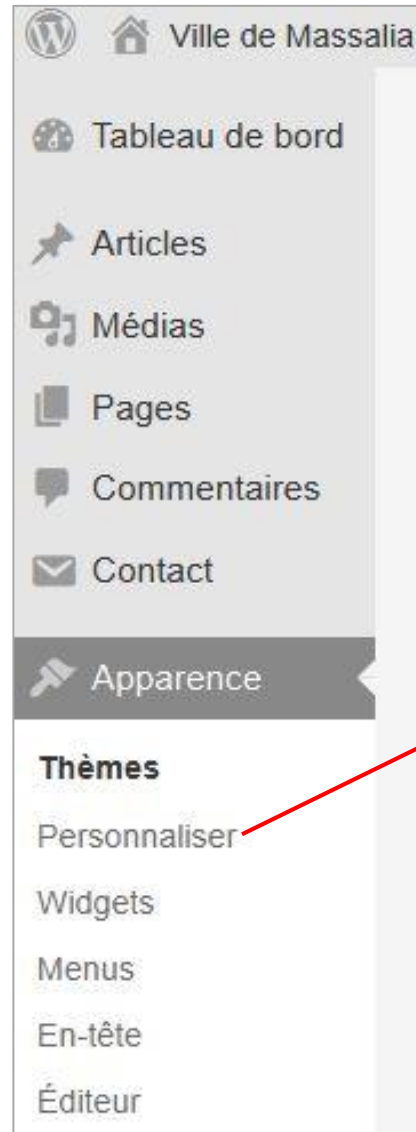 Ville de Massalia
Tableau de bord
Articles
Médias
Pages
Commentaires
Contact
Apparence
Thèmes
Personnaliser
Widgets
Menus
En-tête
Éditeur